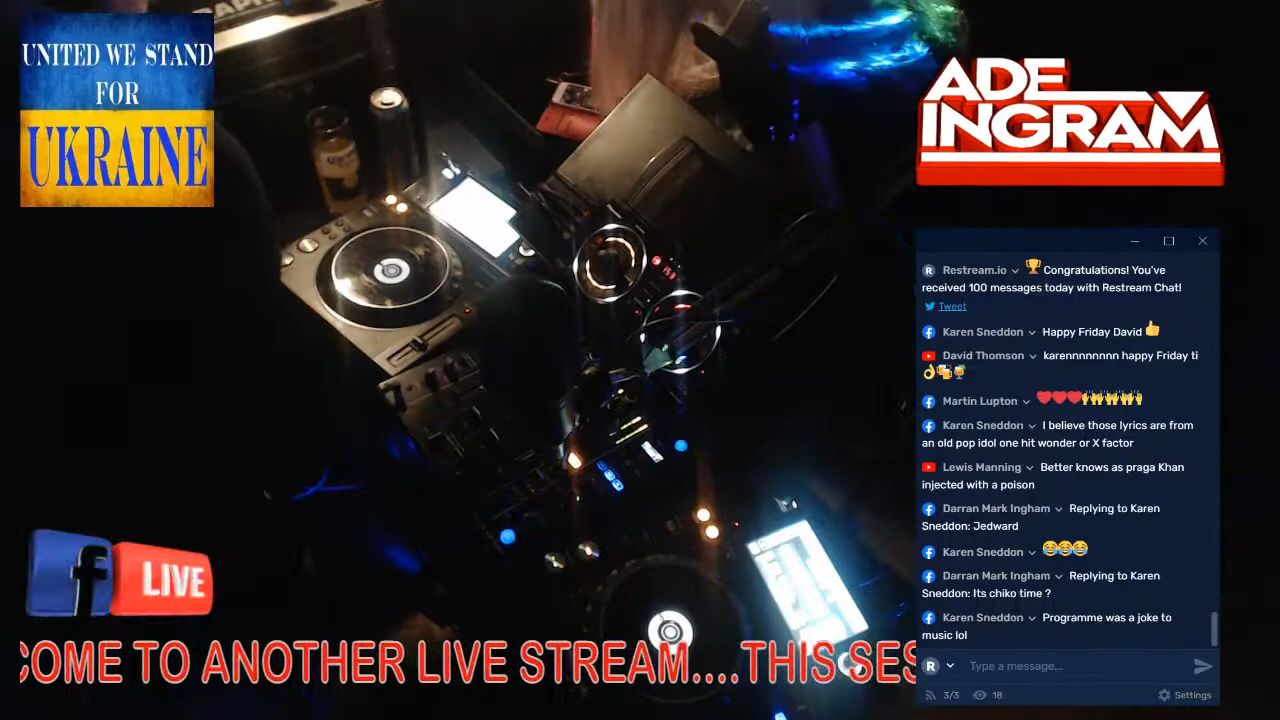 UNITED WE STAND
FOR
UKRAINE
ADE
INGRAM
Restream.io 🏆 Congratulations! You've
received 100 messages today with Restream Chat!
Tweet
Karen Sneddon Happy Friday David 👍
David Thomson karennnnnnnn happy Friday ti
👌🍻🍹
Martin Lupton ❤️❤️❤️🙌🙌🙌🙌
Karen Sneddon I believe those lyrics are from
an old pop idol one hit wonder or X factor
Lewis Manning Better knows as praga Khan
injected with a poison
Darran Mark Ingham Replying to Karen
Sneddon: Jedward
Karen Sneddon 😂😂😂
Darran Mark Ingham Replying to Karen
Sneddon: Its chiko time ?
Karen Sneddon Programme was a joke to
music lol
R Type a message...
3/3 18 Settings
f LIVE
COME TO ANOTHER LIVE STREAM....THIS SES